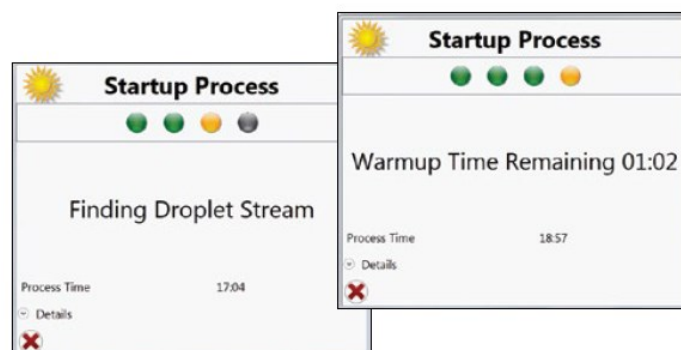 Startup Process
Finding Droplet Stream
Process Time 17:04
Details
Startup Process
Warmup Time Remaining 01:02
Process Time 18:57
Details